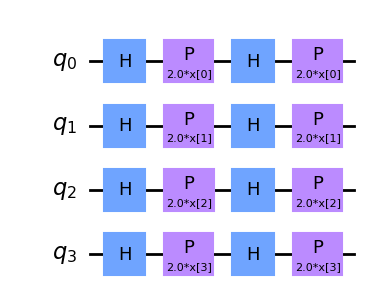 q0 H P H P
2.0*x[0] 2.0*x[0]
q1 H P H P
2.0*x[1] 2.0*x[1]
q2 H P H P
2.0*x[2] 2.0*x[2]
q3 H P H P
2.0*x[3] 2.0*x[3]